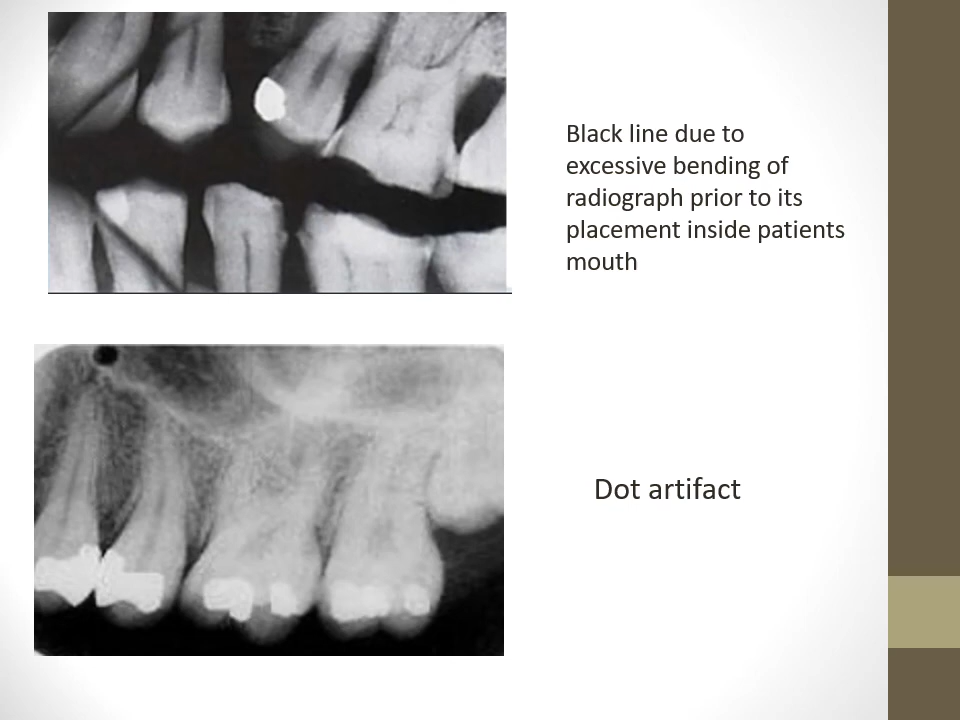 Black line due to
excessive bending of
radiograph prior to its
placement inside patients
mouth
Dot artifact